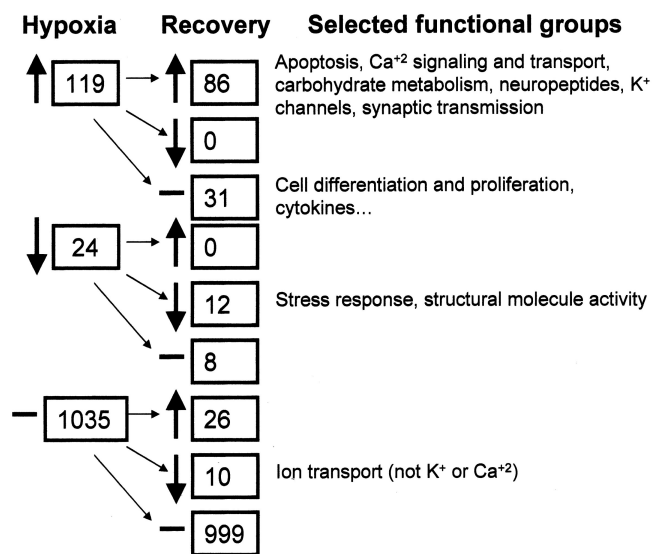 Hypoxia Recovery Selected functional groups
119 86 Apoptosis, Ca+2 signaling and transport,
carbohydrate metabolism, neuropeptides, K+
channels, synaptic transmission
0
31 Cell differentiation and proliferation,
cytokines…
24 0
12 Stress response, structural molecule activity
8
1035 26
10 Ion transport (not K+ or Ca+2)
999